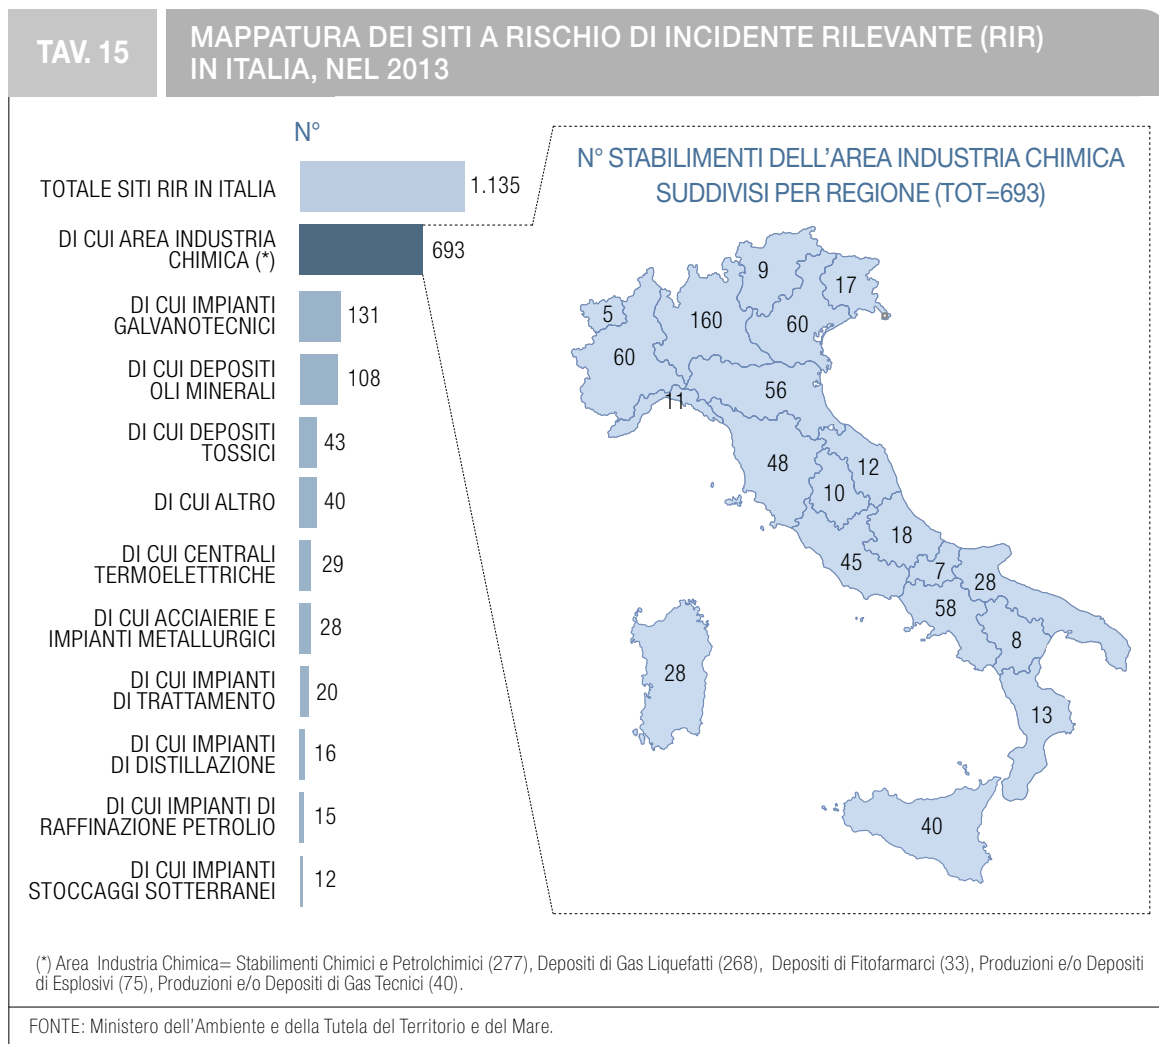 TAV. 15
MAPPATURA DEI SITI A RISCHIO DI INCIDENTE RILEVANTE (RIR)
IN ITALIA, NEL 2013
N°
TOTALE SITI RIR IN ITALIA
1.135
DI CUI AREA INDUSTRIA
CHIMICA (*)
693
DI CUI IMPIANTI
GALVANOTECNICI
131
DI CUI DEPOSITI
OLI MINERALI
108
DI CUI DEPOSITI
TOSSICI
43
DI CUI ALTRO
40
DI CUI CENTRALI
TERMOELETTRICHE
29
DI CUI ACCIAIERIE E
IMPIANTI METALLURGICI
28
DI CUI IMPIANTI
DI TRATTAMENTO
20
DI CUI IMPIANTI
DI DISTILLAZIONE
16
DI CUI IMPIANTI DI
RAFFINAZIONE PETROLIO
15
DI CUI IMPIANTI
STOCCAGGI SOTTERRANEI
12
N° STABILIMENTI DELL'AREA INDUSTRIA CHIMICA
SUDDIVISI PER REGIONE (TOT=693)
9
17
5
160
60
60
56
11
48
12
10
18
45
7
28
58
8
28
13
40
(*) Area Industria Chimica= Stabilimenti Chimici e Petrolchimici (277), Depositi di Gas Liquefatti (268), Depositi di Fitofarmarci (33), Produzioni e/o Depositi
di Esplosivi (75), Produzioni e/o Depositi di Gas Tecnici (40).
FONTE: Ministero dell'Ambiente e della Tutela del Territorio e del Mare.